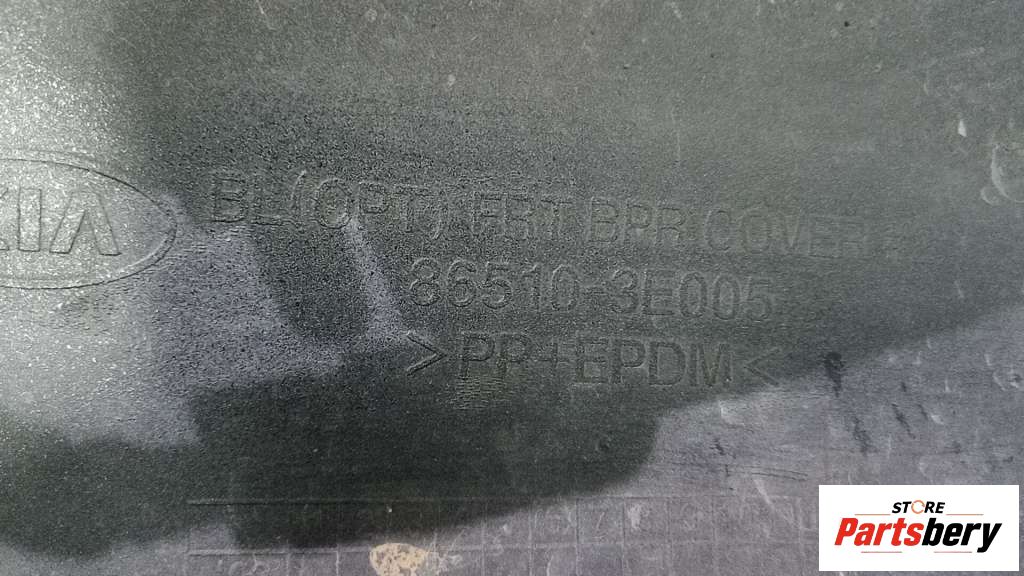 KIA
BL(OPT) FRT BPR COVER
86510-3E005
>PP+EPDM<
STORE
Partsbery